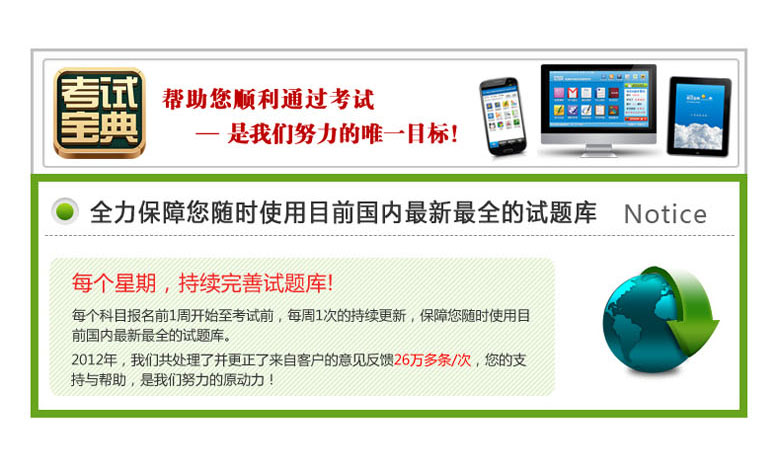 考试
宝典
帮助您顺利通过考试
— 是我们努力的唯一目标!
全力保障您随时使用目前国内最新最全的试题库 Notice
每个星期，持续完善试题库!
每个科目报名前1周开始至考试前，每周1次的持续更新，保障您随时使用目
前国内最新最全的试题库。
2012年，我们共处理了并更正了来自客户的意见反馈26万多条/次，您的支
持与帮助，是我们努力的原动力！